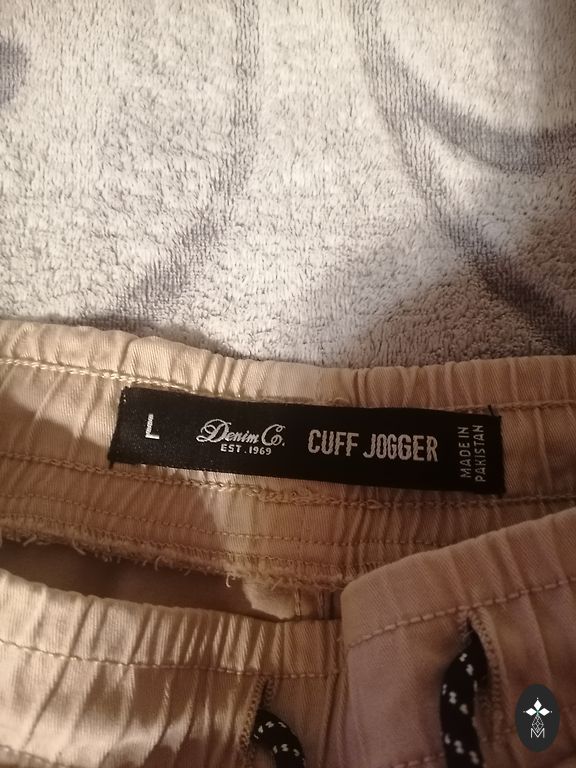 L
Denim Co.
EST. 1969
CUFF JOGGER
MADE IN
PAKISTAN
M